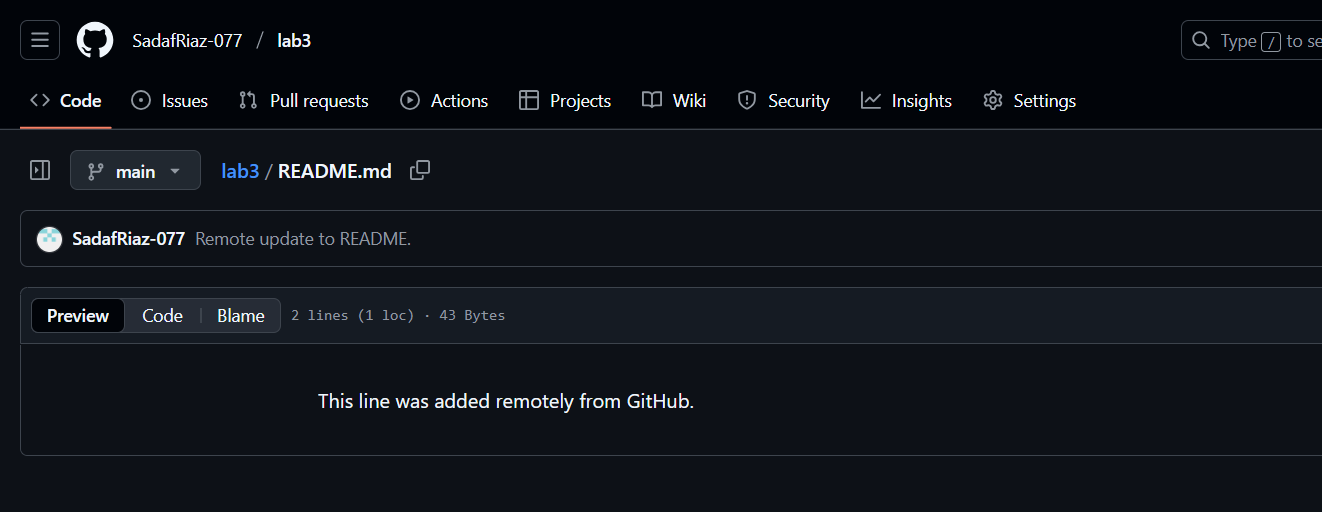 SadafRiaz-077 / lab3
Type / to se
Code Issues Pull requests Actions Projects Wiki Security Insights Settings
main lab3 / README.md
SadafRiaz-077 Remote update to README.
Preview Code Blame 2 lines (1 loc) · 43 Bytes
This line was added remotely from GitHub.